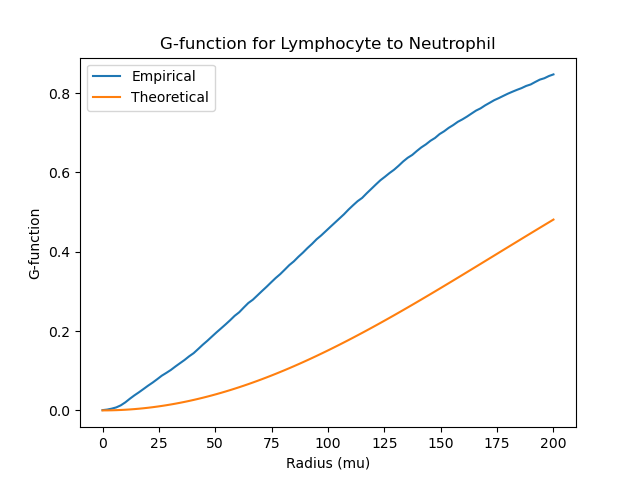 G-function for Lymphocyte to Neutrophil
Empirical
Theoretical
G-function
0.8
0.6
0.4
0.2
0.0
0 25 50 75 100 125 150 175 200
Radius (mu)